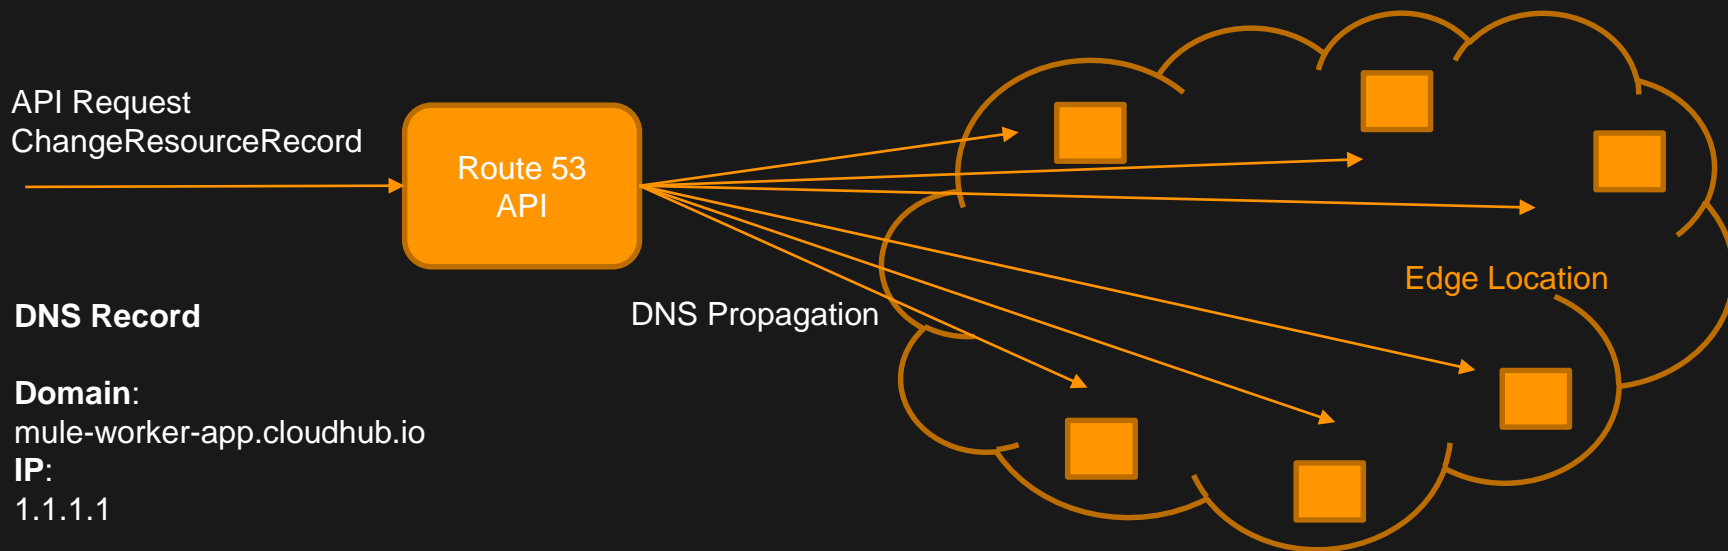 API Request
ChangeResourceRecord
Route 53
API
DNS Record
Domain:
mule-worker-app.cloudhub.io
IP:
1.1.1.1
DNS Propagation
Edge Location